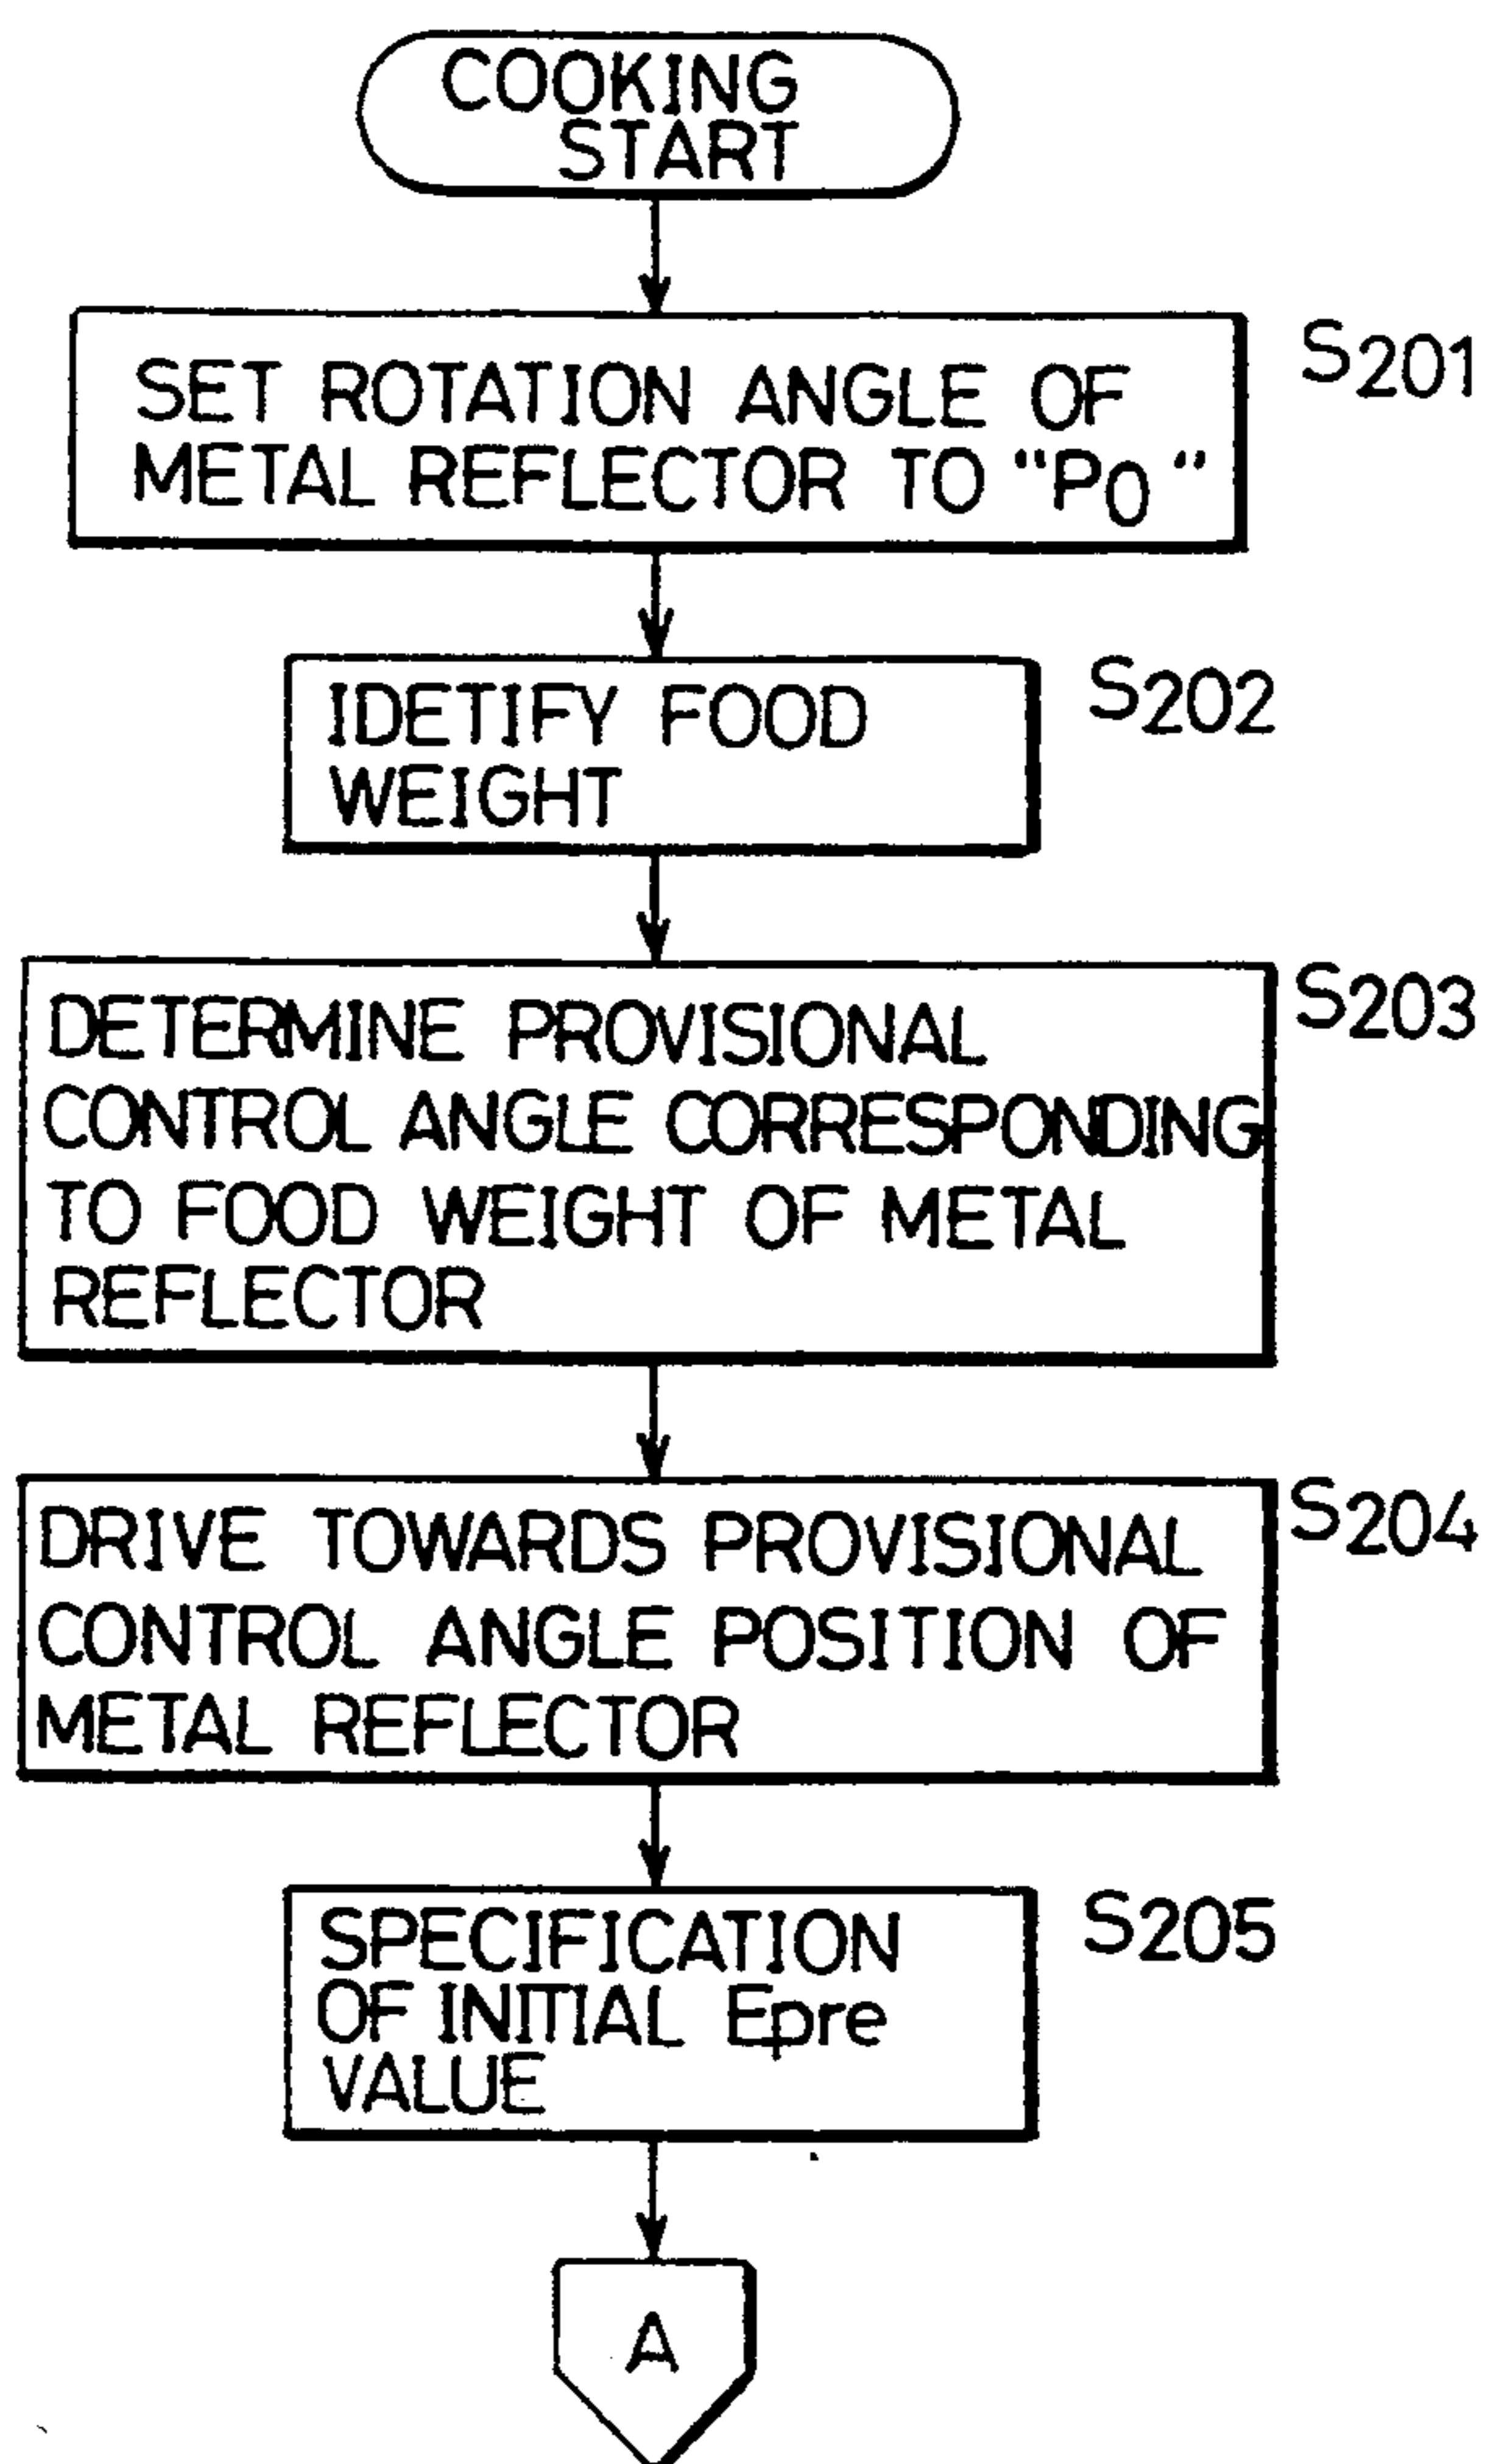 COOKING
START
SET ROTATION ANGLE OF
METAL REFLECTOR TO "P0"
S201
IDETIFY FOOD
WEIGHT
S202
DETERMINE PROVISIONAL
CONTROL ANGLE CORRESPONDING
TO FOOD WEIGHT OF METAL
REFLECTOR
S203
DRIVE TOWARDS PROVISIONAL
CONTROL ANGLE POSITION OF
METAL REFLECTOR
S204
SPECIFICATION
OF INITIAL Epre
VALUE
S205
A